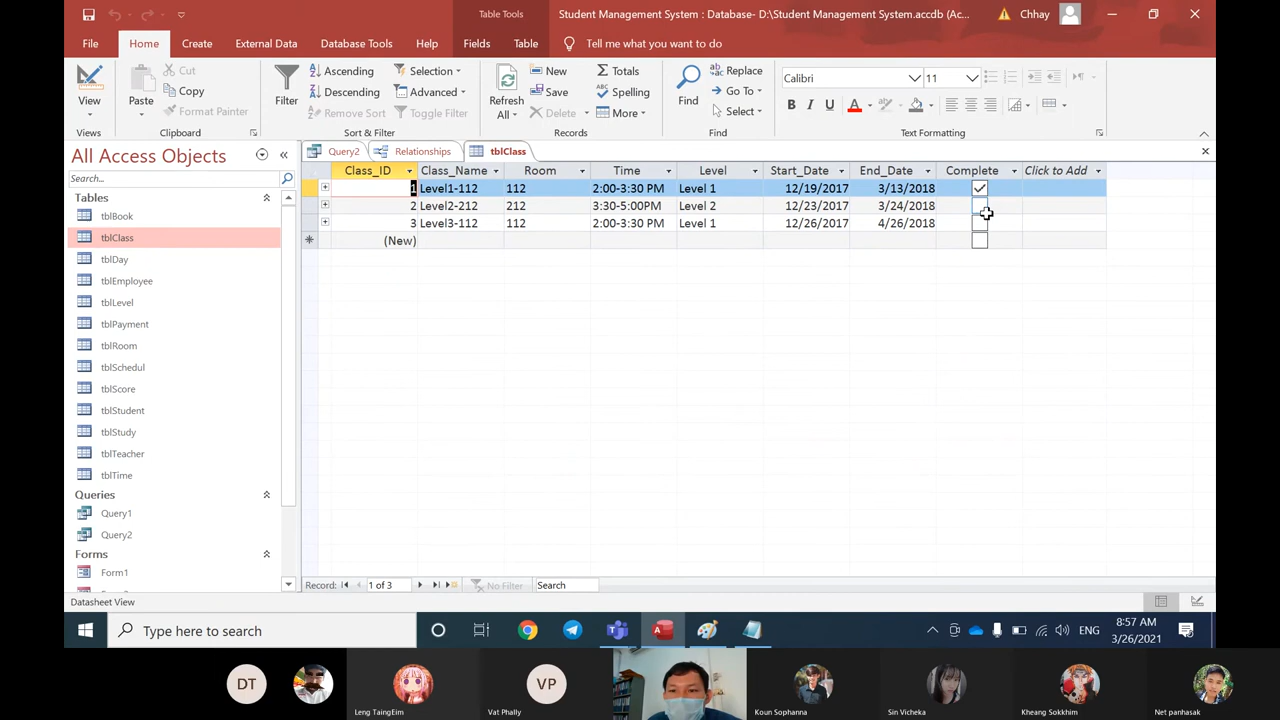 Table Tools
Student Management System : Database- D:\Student Management System.accdb (Ac...
Chhay
File
Home
Create
External Data
Database Tools
Help
Fields
Table
Tell me what you want to do
View
Views
Paste
Cut
Copy
Format Painter
Clipboard
Filter
Ascending
Descending
Remove Sort
Selection
Advanced
Toggle Filter
Sort & Filter
Refresh
All
New
Save
Delete
Totals
Spelling
More
Records
Find
Replace
Go To
Select
Find
Calibri
11
B I U A
Text Formatting
All Access Objects
Search...
Tables
tblBook
tblClass
tblDay
tblEmployee
tblLevel
tblPayment
tblRoom
tblSchedul
tblScore
tblStudent
tblStudy
tblTeacher
tblTime
Queries
Query1
Query2
Forms
Form1
Query2
Relationships
tblClass
Class_ID Class_Name Room Time Level Start_Date End_Date Complete Click to Add
1 Level1-112 112 2:00-3:30 PM Level 1 12/19/2017 3/13/2018
2 Level2-212 212 3:30-5:00PM Level 2 12/23/2017 3/24/2018
3 Level3-112 112 2:00-3:30 PM Level 1 12/26/2017 4/26/2018
(New)
Record: 1 of 3 No Filter Search
Datasheet View
Type here to search
ENG
8:57 AM
3/26/2021
DT
Leng TaingEim
VP
Vat Phally
Koun Sophanna
Sin Vicheka
Kheang Sokkhim
Net panhasak